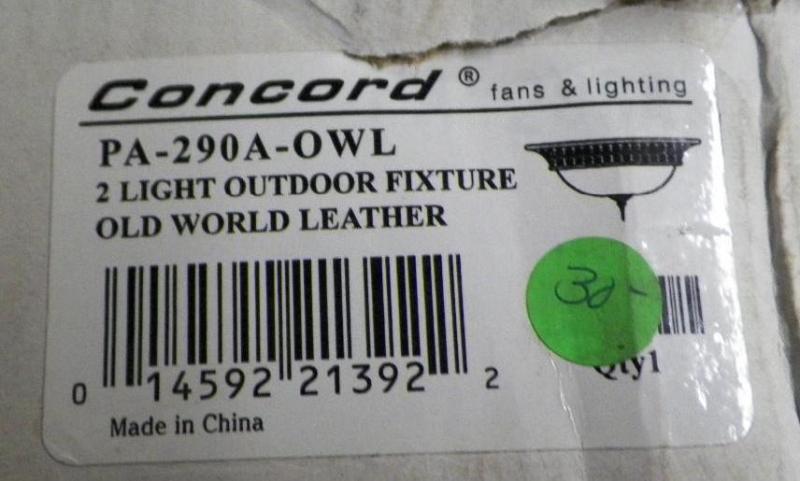 Concord® fans & lighting
PA-290A-OWL
2 LIGHT OUTDOOR FIXTURE
OLD WORLD LEATHER
30-
Qty1
0 14592 21392 2
Made in China